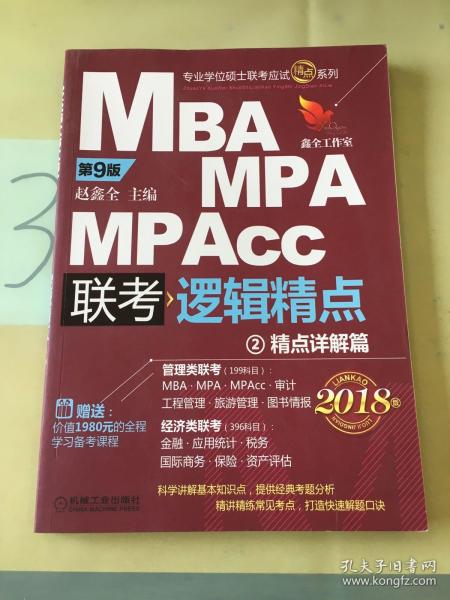 3
专业学位硕士联考应试精点系列
MBA
MPA
MPAcc
鑫全工作室
第9版
赵鑫全 主编
联考 逻辑精点
② 精点详解篇
管理类联考（199科目）：
MBA·MPA·MPAcc·审计
工程管理·旅游管理·图书情报
LIANKAO
2018版
赠送：
价值1980元的全程
学习备考课程
经济类联考（396科目）：
金融·应用统计·税务
国际商务·保险·资产评估
科学讲解基本知识点，提供经典考题分析
精讲精练常见考点，打造快速解题口诀
机械工业出版社
CHINA MACHINE PRESS
孔夫子旧书网
www.kongfz.com